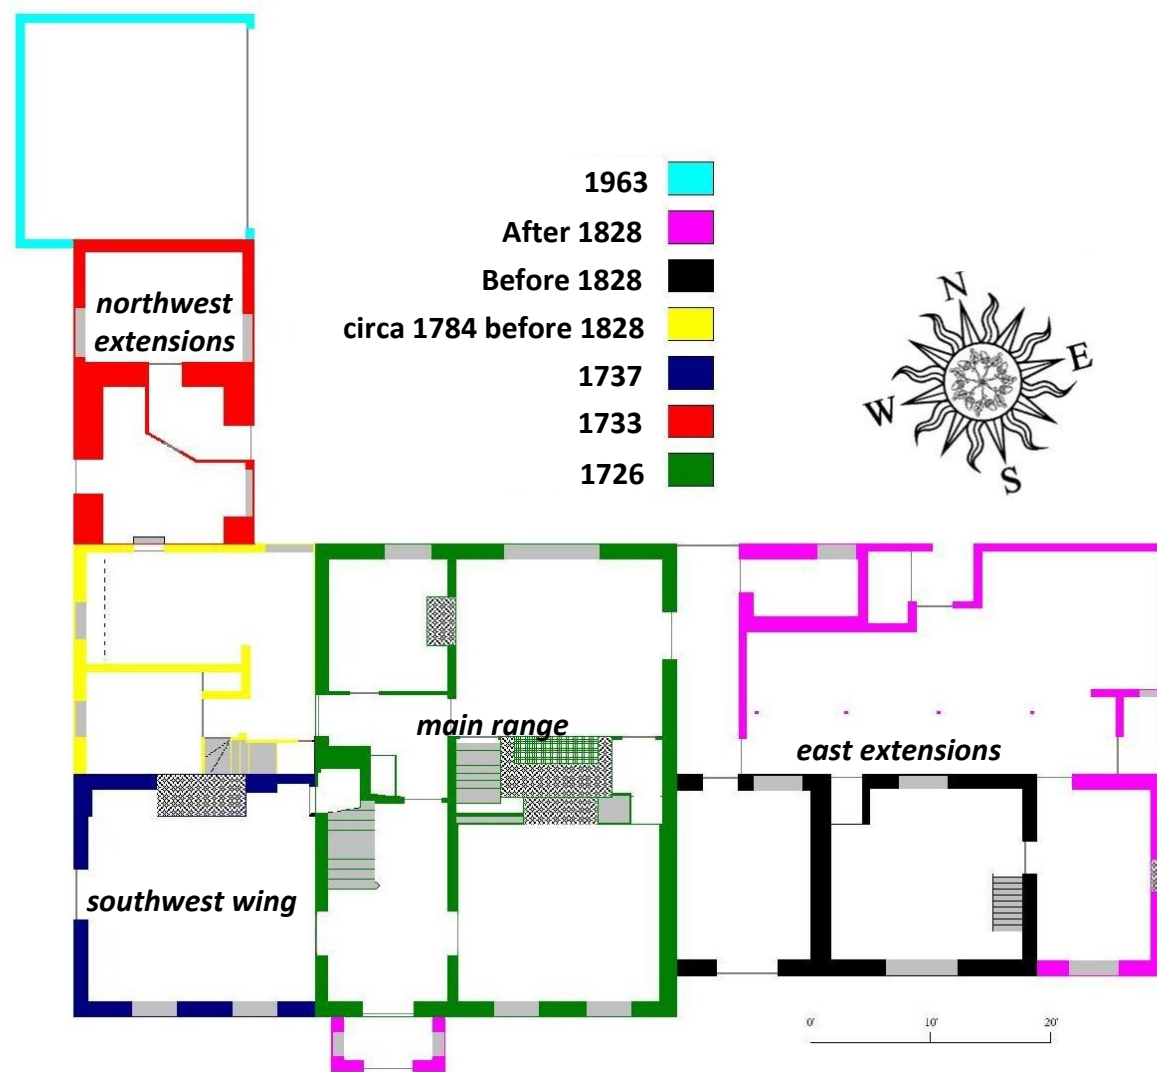 1963
After 1828
Before 1828
circa 1784 before 1828
1737
1733
1726
northwest
extensions
N
E
W
S
main range
east extensions
southwest wing
0' 10' 20'